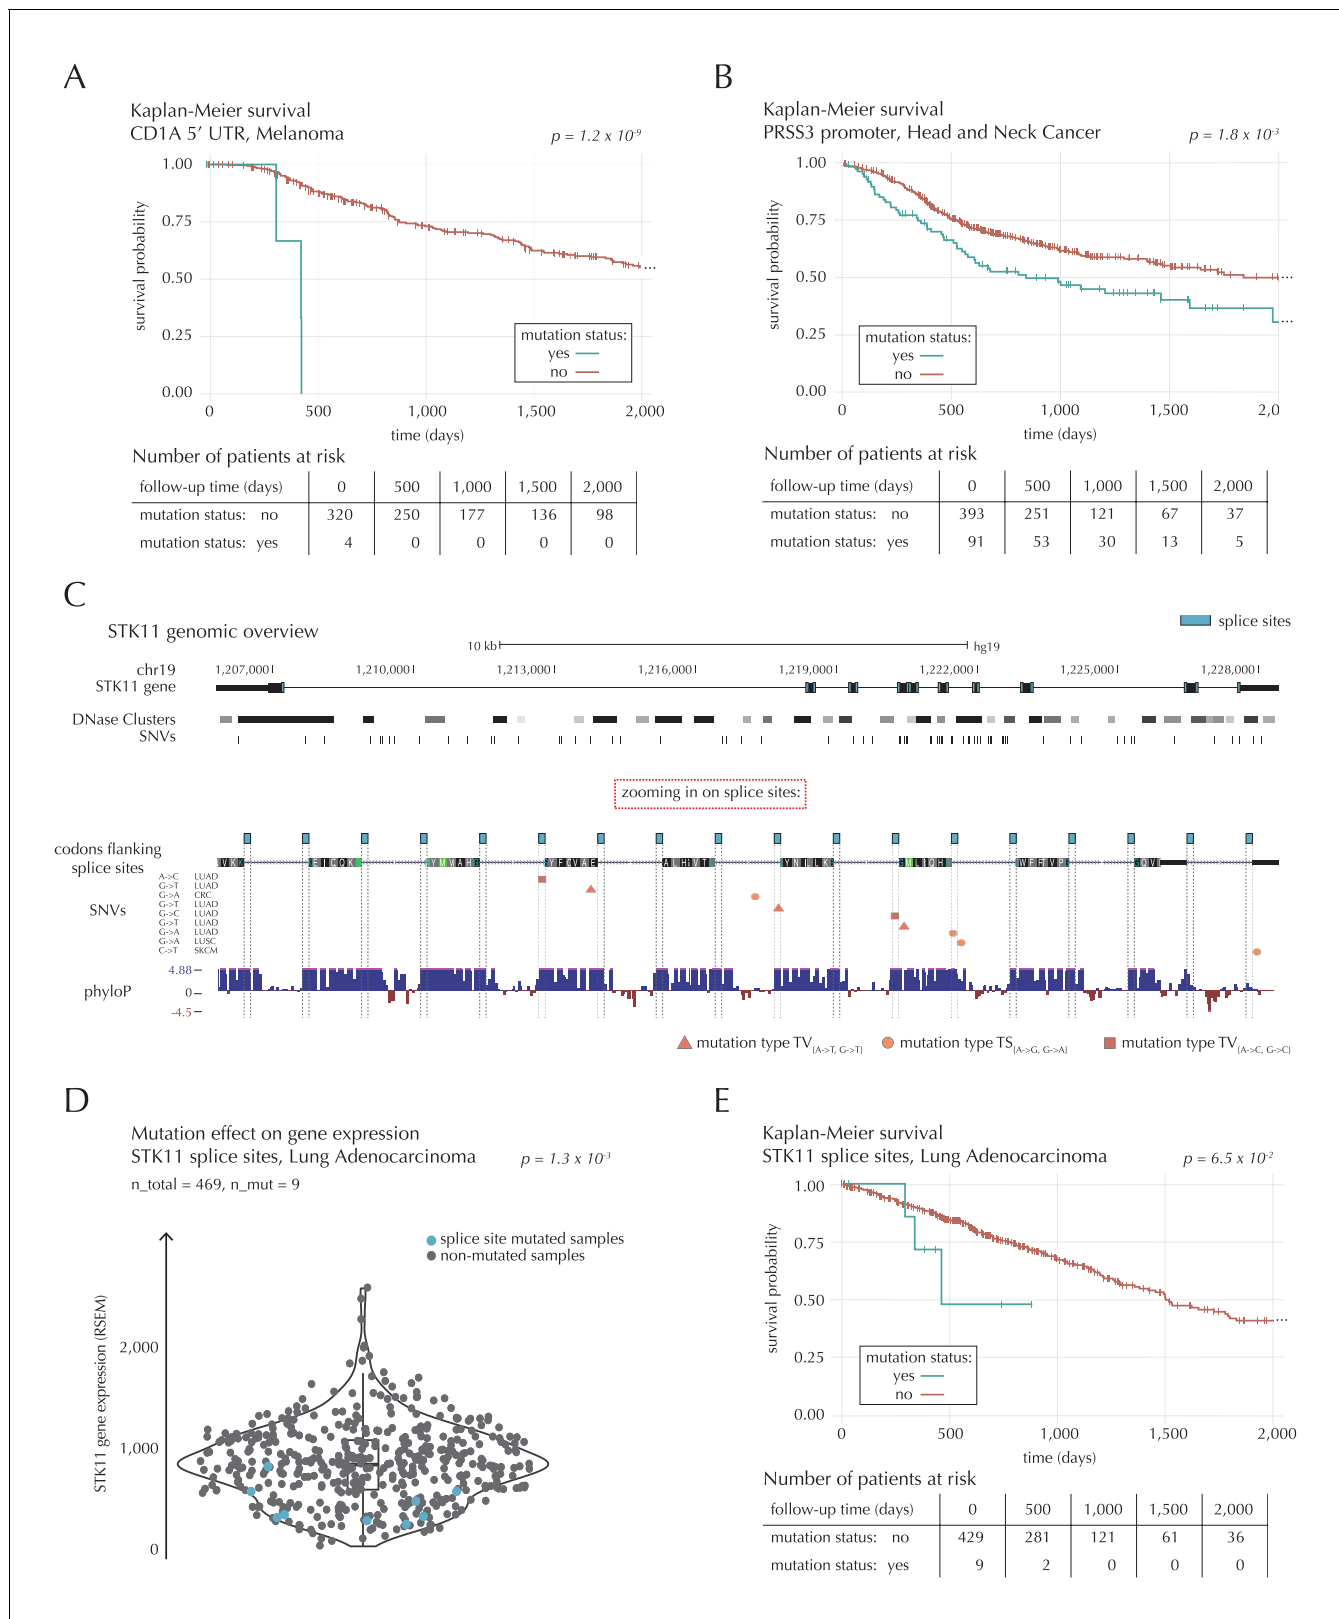 A
Kaplan-Meier survival
CD1A 5' UTR, Melanoma
p = 1.2 x 10-9
survival probability
1.00
0.75
0.50
0.25
0.00
...
mutation status:
yes
no
0 500 1,000 1,500 2,000
time (days)
Number of patients at risk
follow-up time (days) 0 500 1,000 1,500 2,000
mutation status: no 320 250 177 136 98
mutation status: yes 4 0 0 0 0
B
Kaplan-Meier survival
PRSS3 promoter, Head and Neck Cancer
p = 1.8 x 10-3
survival probability
1.00
0.75
0.50
0.25
0.00
...
...
mutation status:
yes
no
0 500 1,000 1,500 2,0
time (days)
Number of patients at risk
follow-up time (days) 0 500 1,000 1,500 2,000
mutation status: no 393 251 121 67 37
mutation status: yes 91 53 30 13 5
C
STK11 genomic overview
splice sites
10 kb hg19
chr19 1,207,000 1,210,000 1,213,000 1,216,000 1,219,000 1,222,000 1,225,000 1,228,000
STK11 gene
DNase Clusters
SNVs
zooming in on splice sites:
codons flanking
splice sites
SNVs
A->C LUAD
G->T LUAD
G->A CRC
G->T LUAD
G->C LUAD
G->T LUAD
G->A LUAD
G->A LUSC
C->T SKCM
phyloP
4.88
0
-4.5
mutation type TV(A->T, G->T)
mutation type TS(A->G, G->A)
mutation type TV(A->C, G->C)
D
Mutation effect on gene expression
STK11 splice sites, Lung Adenocarcinoma
p = 1.3 x 10-3
n_total = 469, n_mut = 9
splice site mutated samples
non-mutated samples
STK11 gene expression (RSEM)
2,000
1,000
0
E
Kaplan-Meier survival
STK11 splice sites, Lung Adenocarcinoma
p = 6.5 x 10-2
survival probability
1.00
0.75
0.50
0.25
0.00
...
mutation status:
yes
no
0 500 1,000 1,500 2,000
time (days)
Number of patients at risk
follow-up time (days) 0 500 1,000 1,500 2,000
mutation status: no 429 281 121 61 36
mutation status: yes 9 2 0 0 0